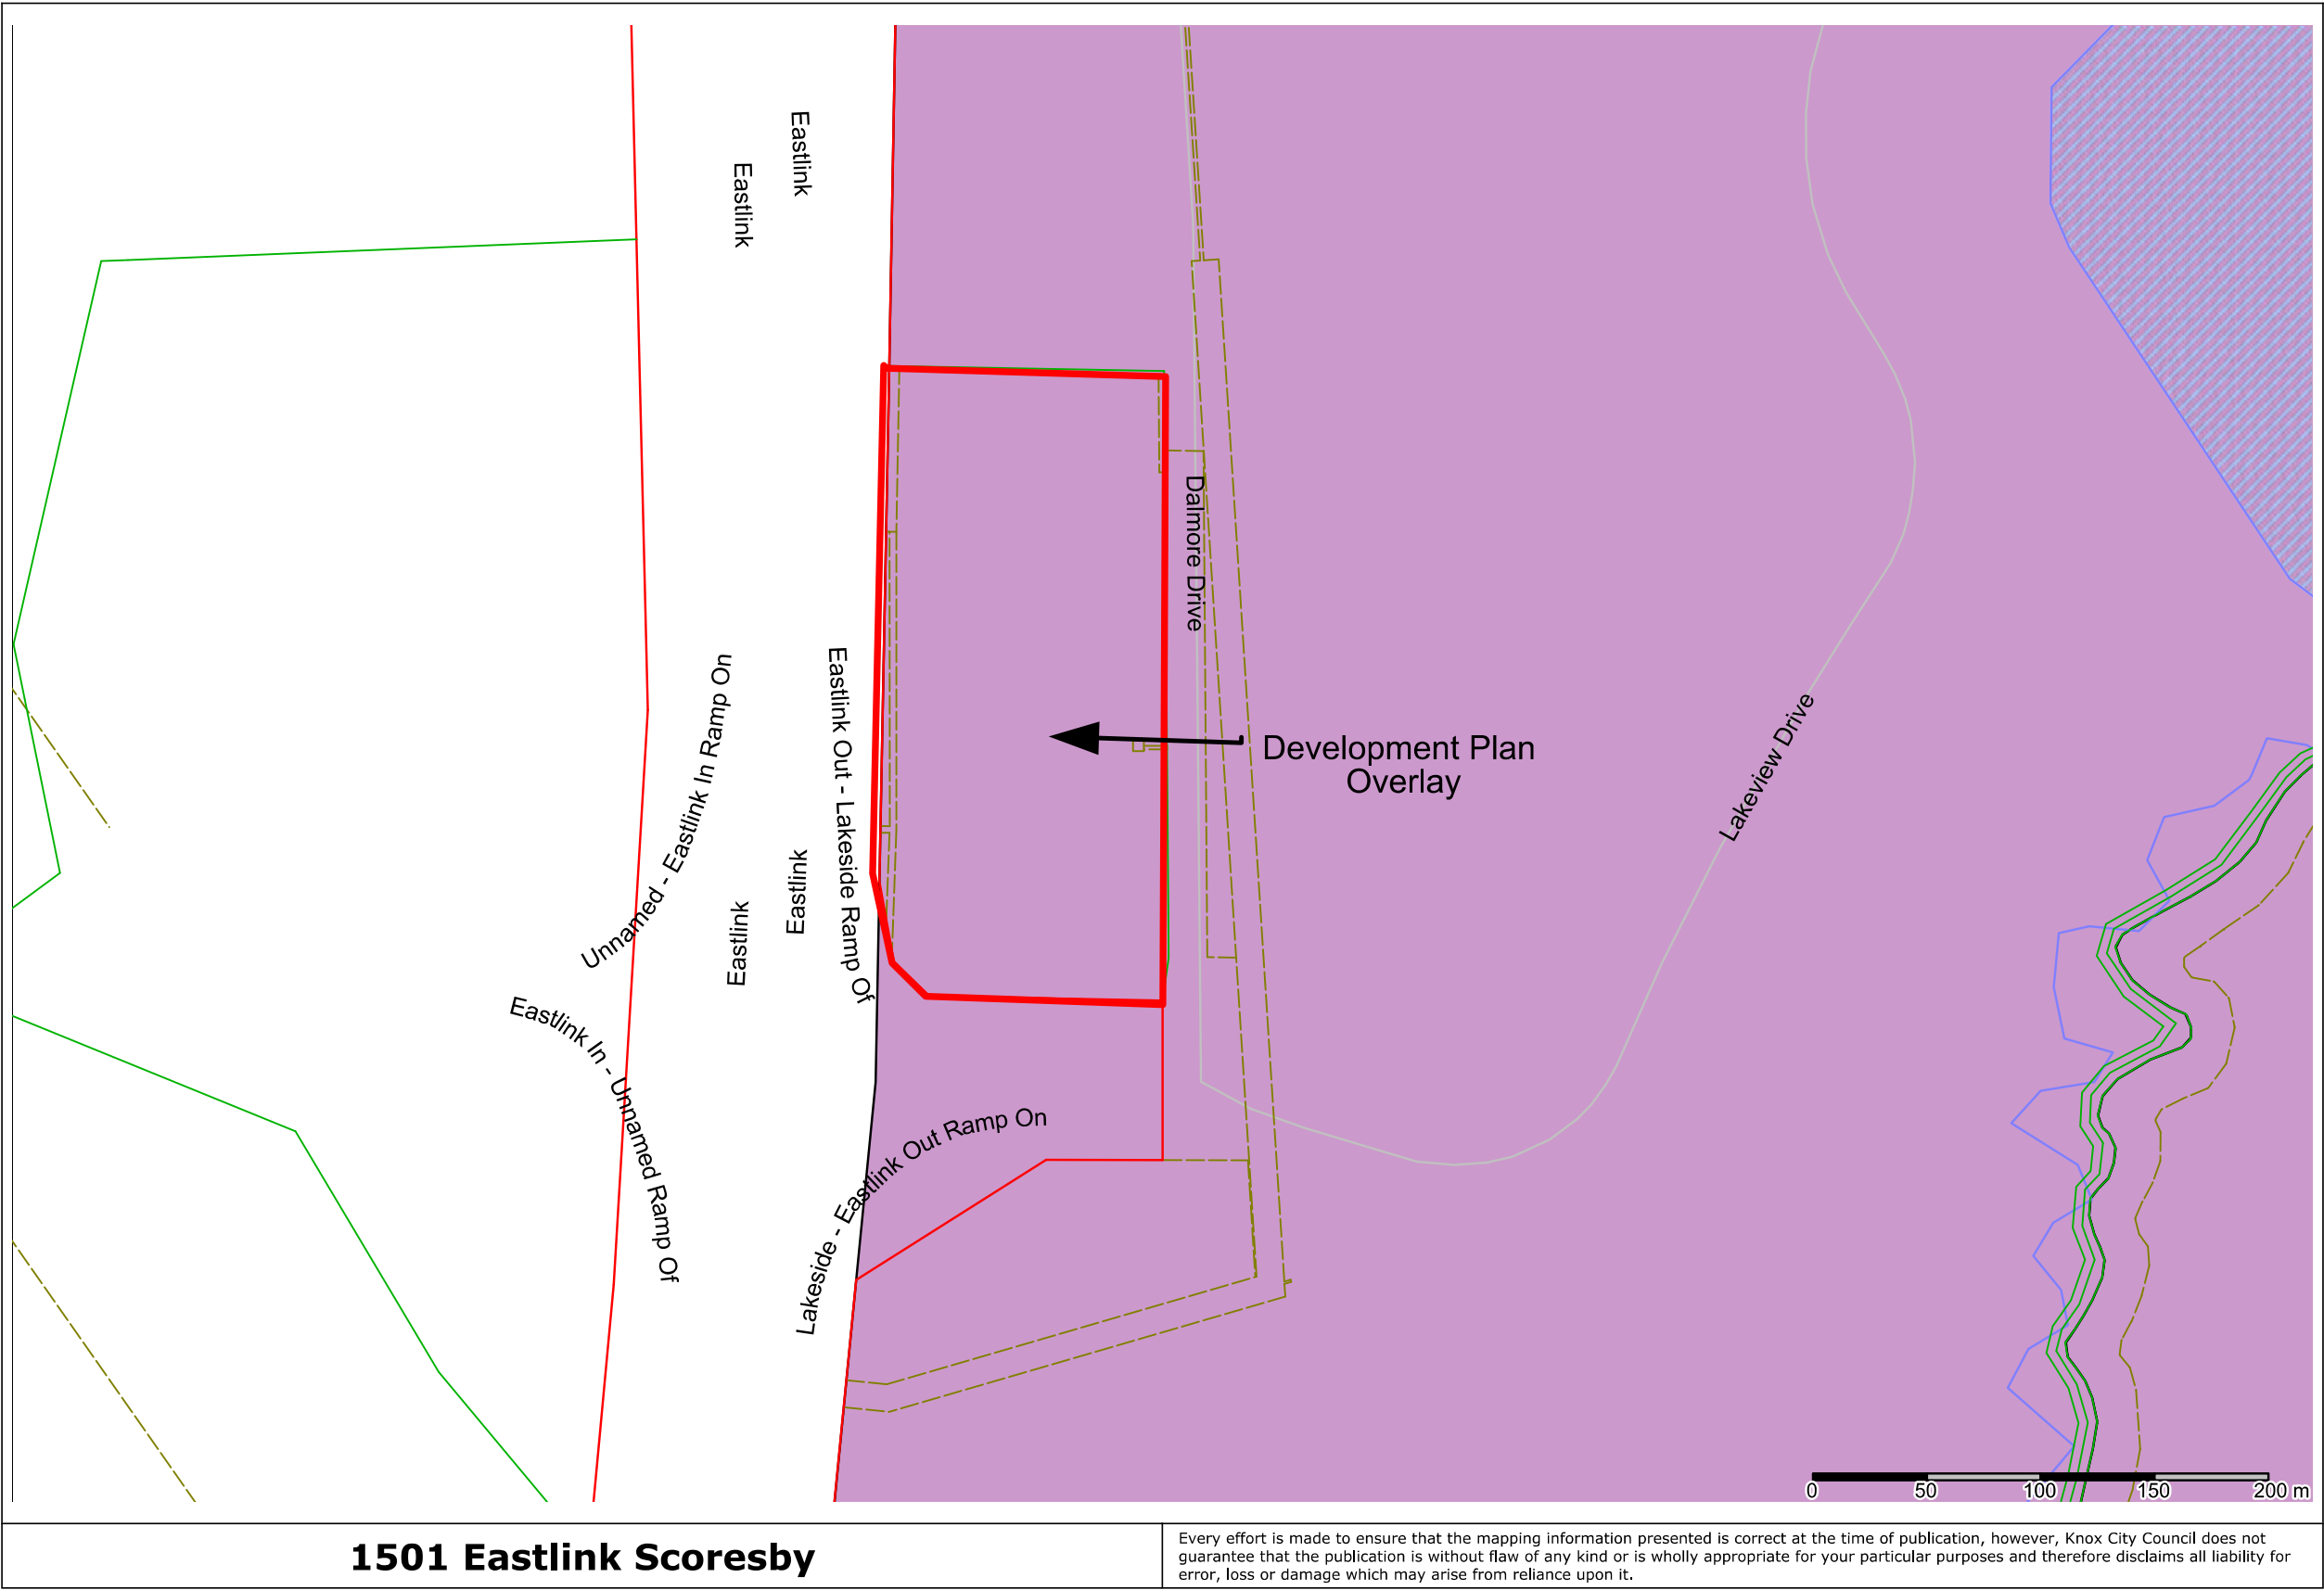 Eastlink
Eastlink
Dalmore Drive
Eastlink Out - Lakeside Ramp Of
Unnamed - Eastlink In Ramp On
Development Plan
Overlay
Lakeview Drive
Eastlink
Eastlink
Eastlink In - Unnamed Ramp Of
Lakeside - Eastlink Out Ramp On
0 50 100 150 200 m
1501 Eastlink Scoresby
Every effort is made to ensure that the mapping information presented is correct at the time of publication, however, Knox City Council does not
guarantee that the publication is without flaw of any kind or is wholly appropriate for your particular purposes and therefore disclaims all liability for
error, loss or damage which may arise from reliance upon it.